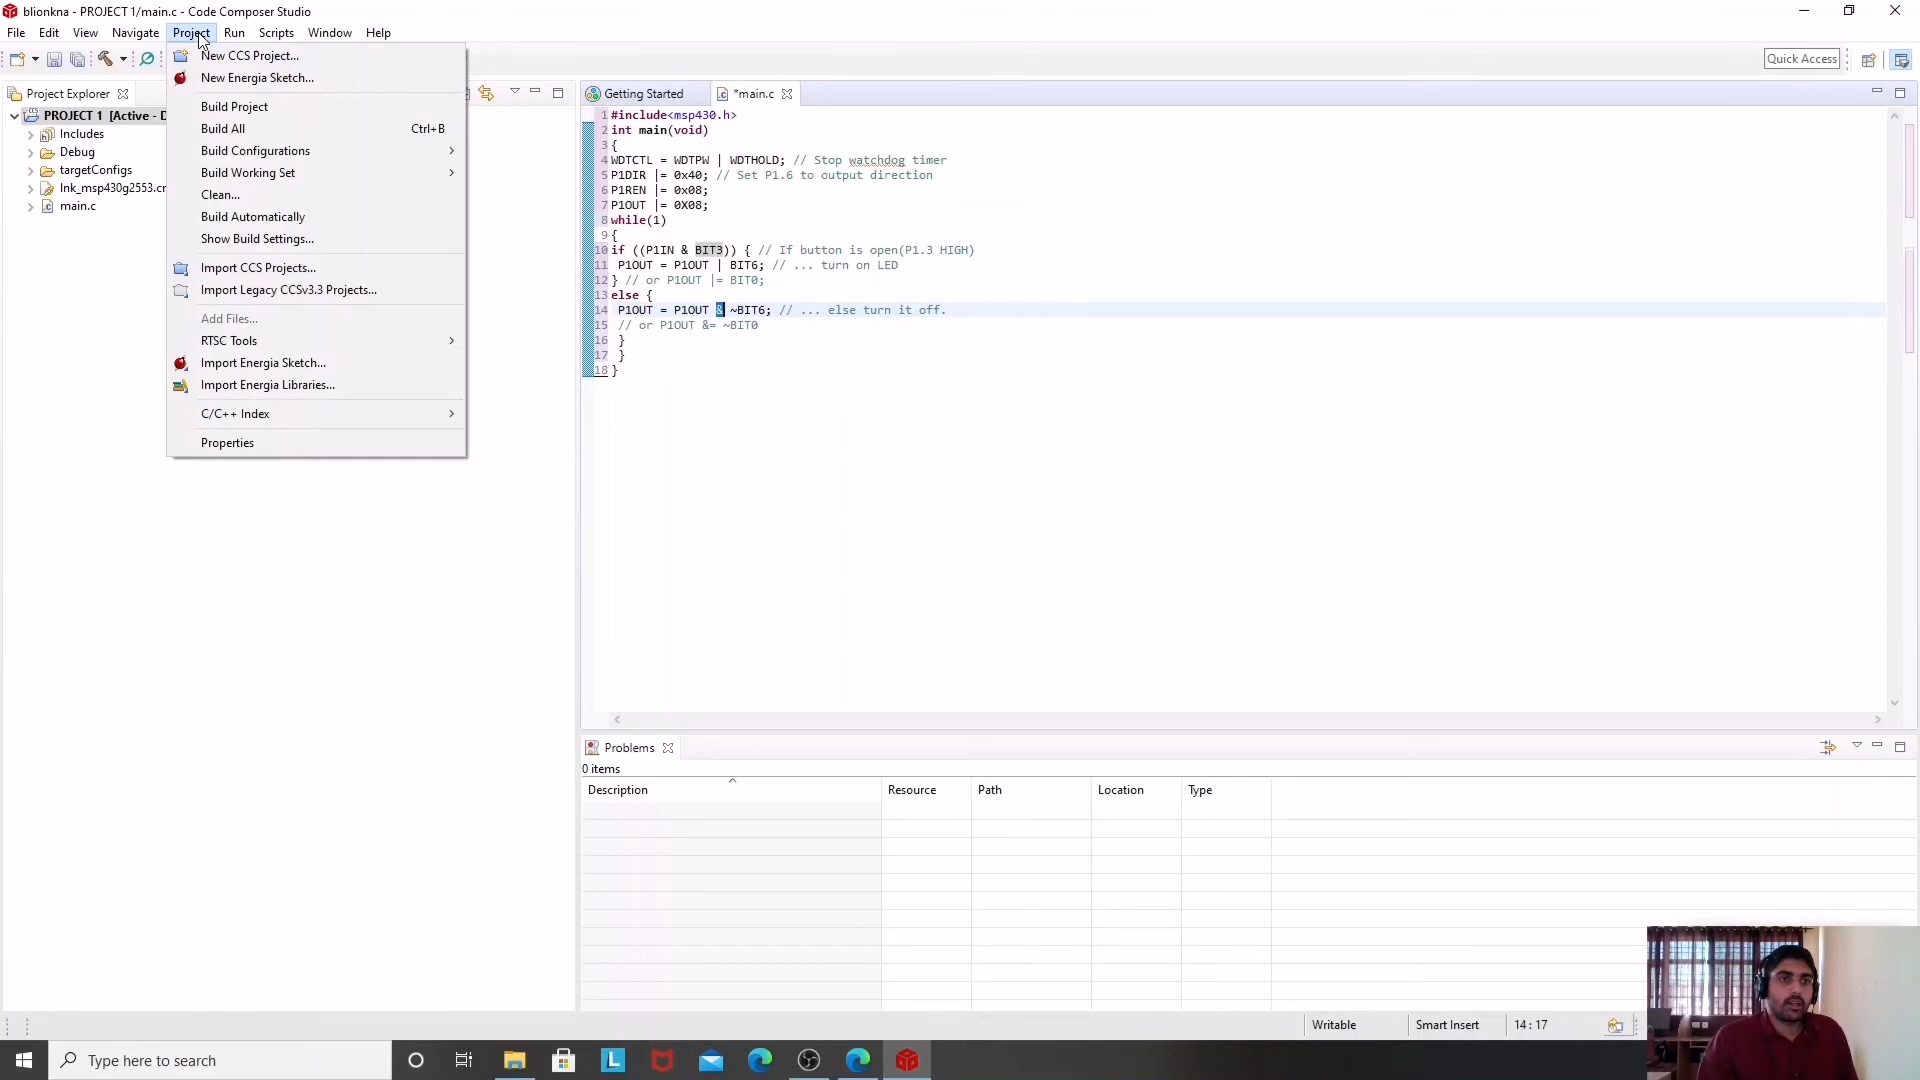 blionkna - PROJECT 1/main.c - Code Composer Studio
File Edit View Navigate Project Run Scripts Window Help
New CCS Project...
New Energia Sketch...
Build Project
Build All Ctrl+B
Build Configurations
Build Working Set
Clean...
Build Automatically
Show Build Settings...
Import CCS Projects...
Import Legacy CCSv3.3 Projects...
Add Files...
RTSC Tools
Import Energia Sketch...
Import Energia Libraries...
C/C++ Index
Properties
Quick Access
Project Explorer
PROJECT 1 [Active - D
Includes
Debug
targetConfigs
lnk_msp430g2553.cr
main.c
Getting Started
*main.c
1 #include<msp430.h>
2 int main(void)
3 {
4 WDTCTL = WDTPW | WDTHOLD; // Stop watchdog timer
5 P1DIR |= 0x40; // Set P1.6 to output direction
6 P1REN |= 0x08;
7 P1OUT |= 0X08;
8 while(1)
9 {
10 if ((P1IN & BIT3)) { // If button is open(P1.3 HIGH)
11 P1OUT = P1OUT | BIT6; // ... turn on LED
12 } // or P1OUT |= BIT0;
13 else {
14 P1OUT = P1OUT & ~BIT6; // ... else turn it off.
15 // or P1OUT &= ~BIT0
16 }
17 }
18 }
Problems
0 items
Description Resource Path Location Type
Writable Smart Insert 14 : 17
Type here to search
L